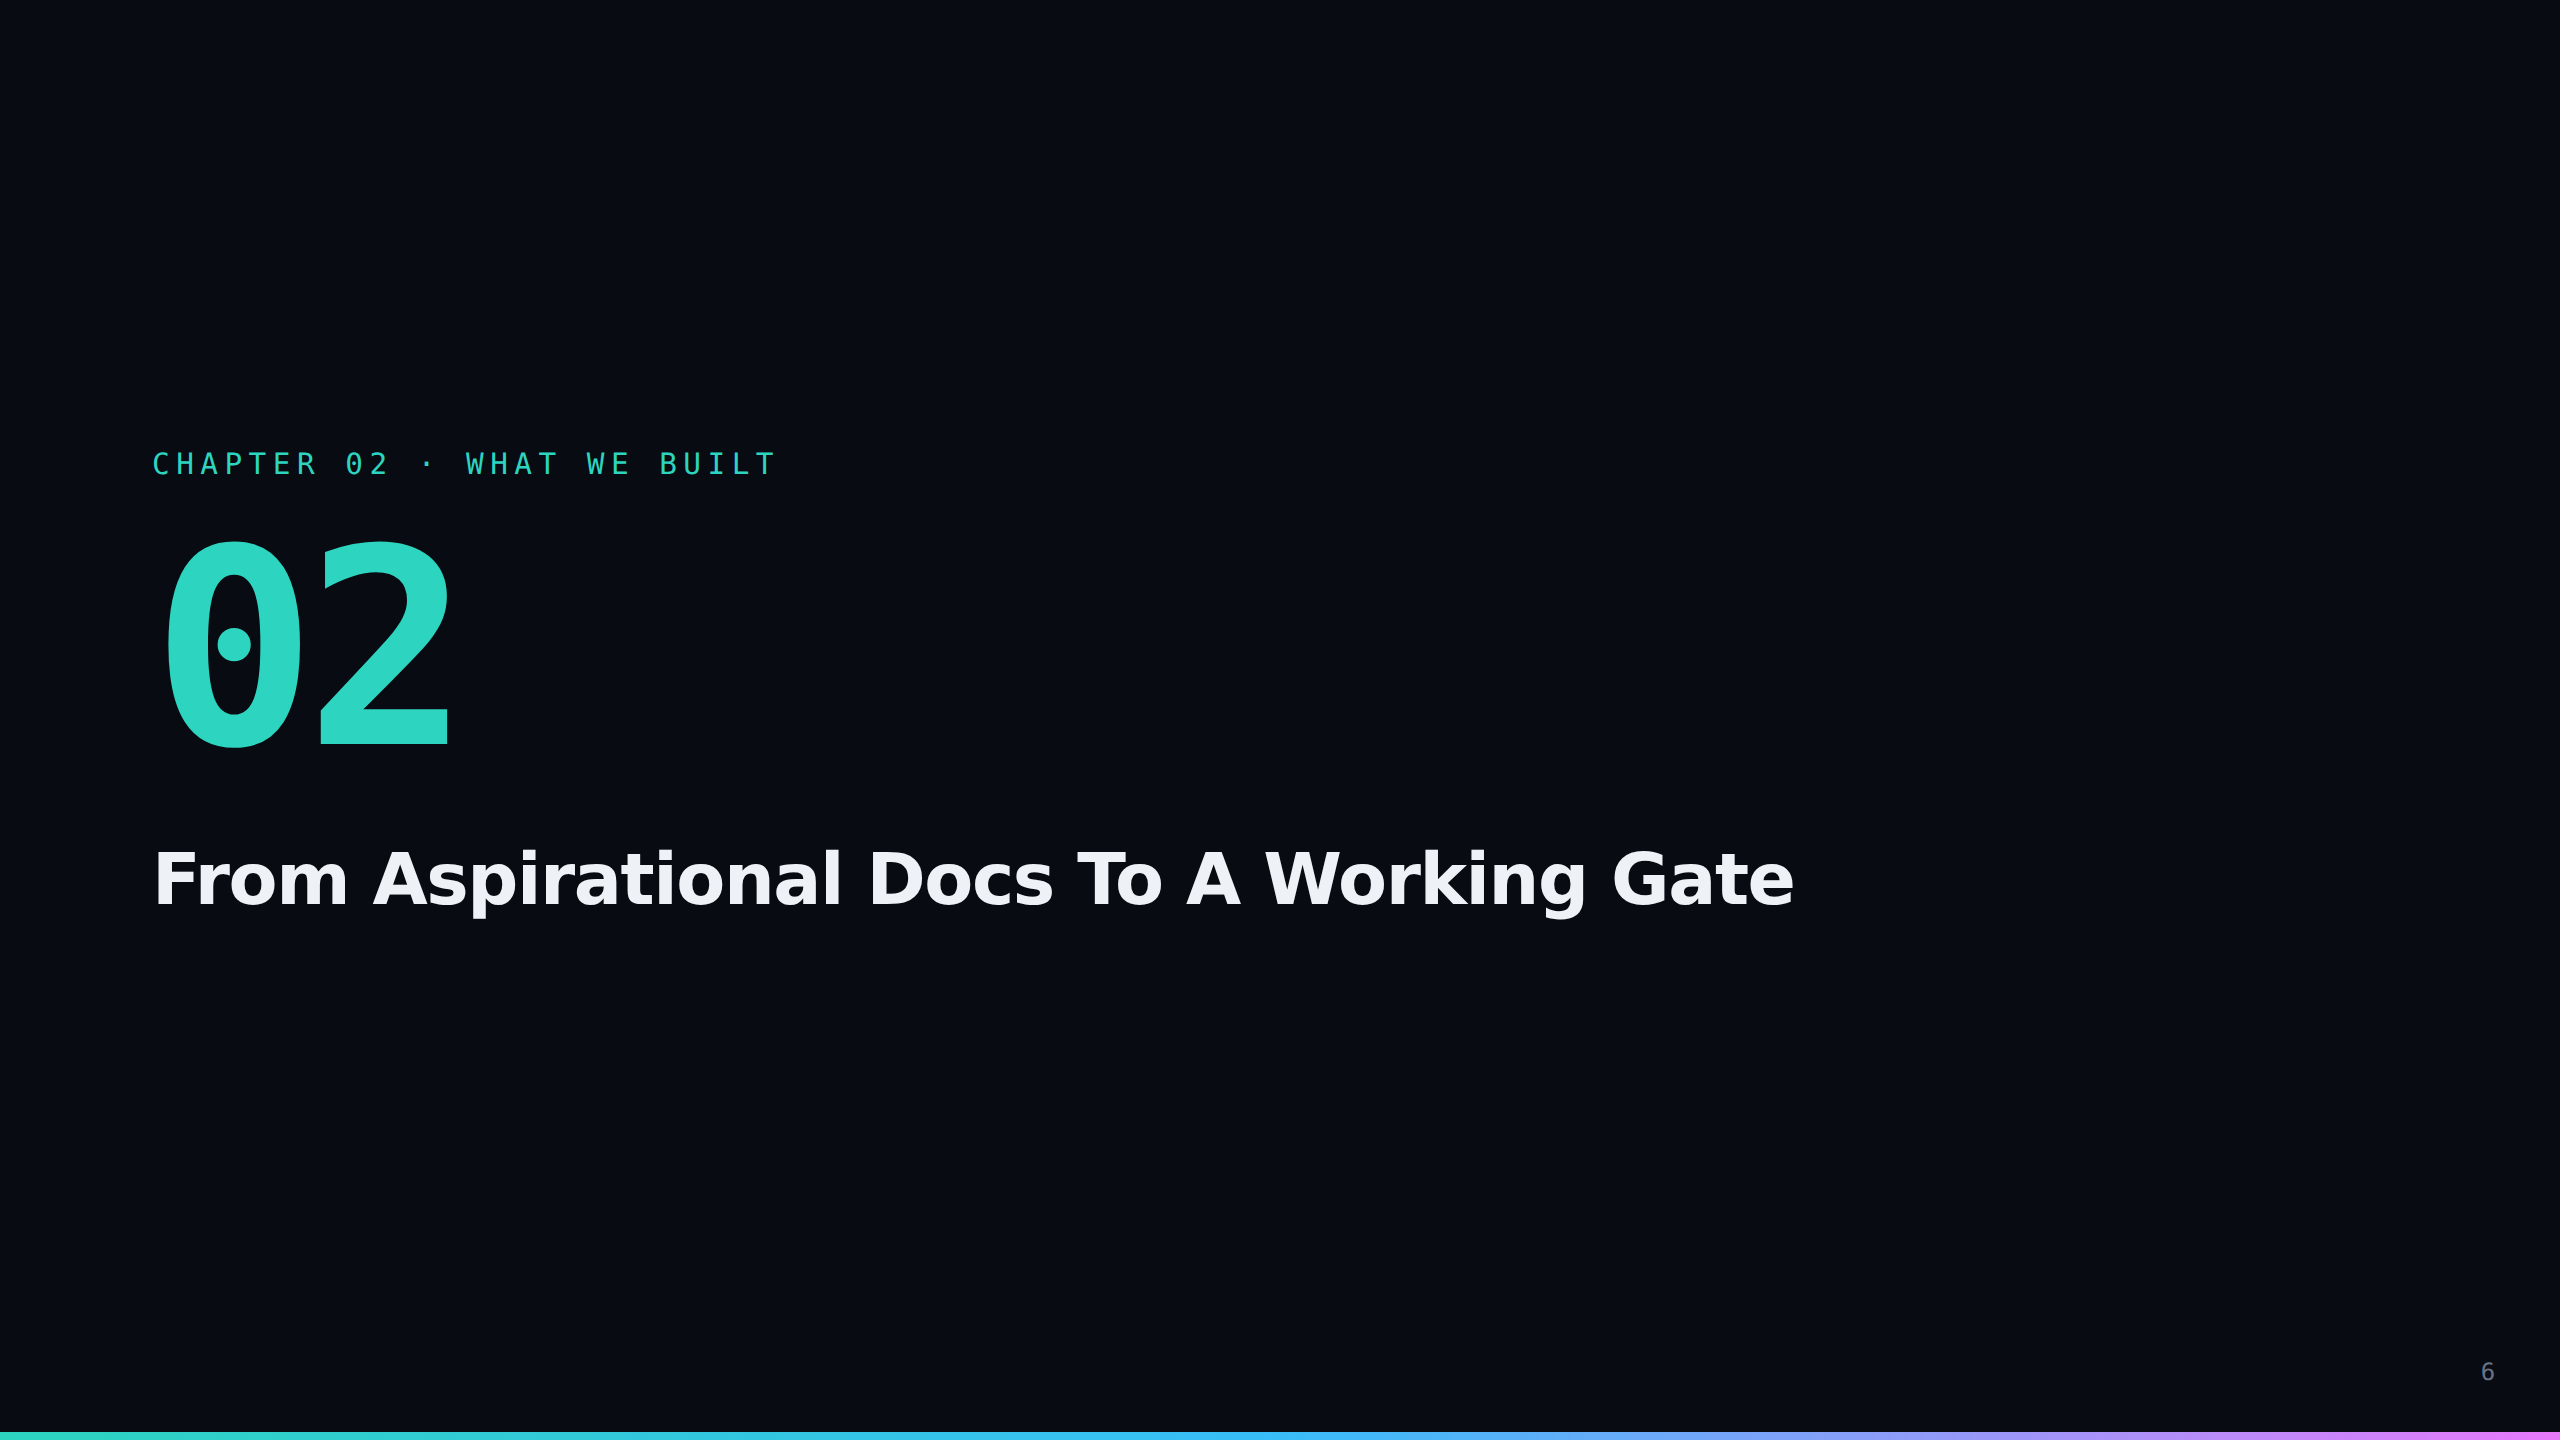 CHAPTER 02 · WHAT WE BUILT
02
From Aspirational Docs To A Working Gate
6